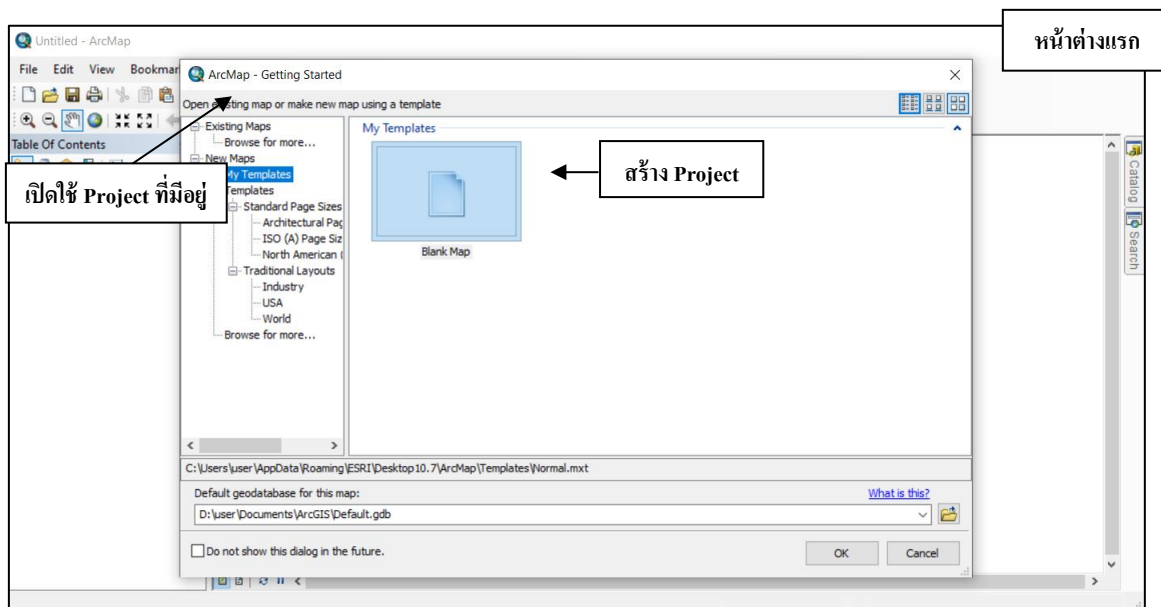 หน้าต่างแรก
Untitled - ArcMap
File Edit View Bookmar
ArcMap - Getting Started
Open existing map or make new map using a template
Table Of Contents
Existing Maps
Browse for more...
New Maps
My Templates
Templates
Standard Page Sizes
Architectural Pag
ISO (A) Page Siz
North American (
Traditional Layouts
Industry
USA
World
Browse for more...
My Templates
Blank Map
เปิดใช้ Project ที่มีอยู่
สร้าง Project
Catalog
Search
C:\Users\user\AppData\Roaming\ESRI\Desktop10.7\ArcMap\Templates\Normal.mxt
Default geodatabase for this map:
What is this?
D:\user\Documents\ArcGIS\Default.gdb
Do not show this dialog in the future.
OK Cancel